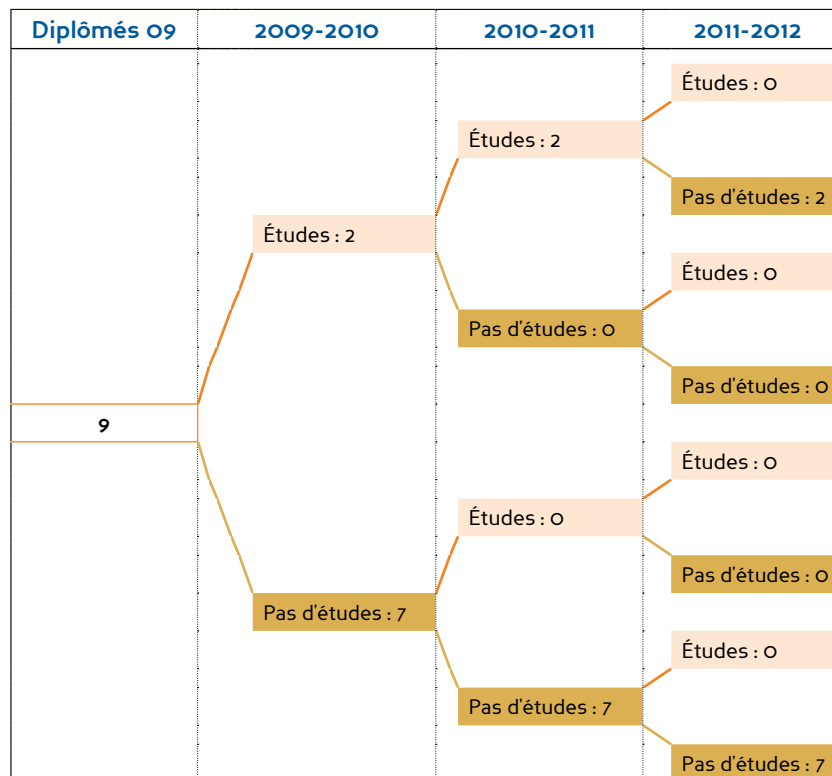 Diplômés 09 2009-2010 2010-2011 2011-2012
Études : 0
Études : 2
Pas d'études : 2
Études : 2
Études : 0
Pas d'études : 0
Pas d'études : 0
9
Études : 0
Études : 0
Pas d'études : 0
Pas d'études : 7
Études : 0
Pas d'études : 7
Pas d'études : 7